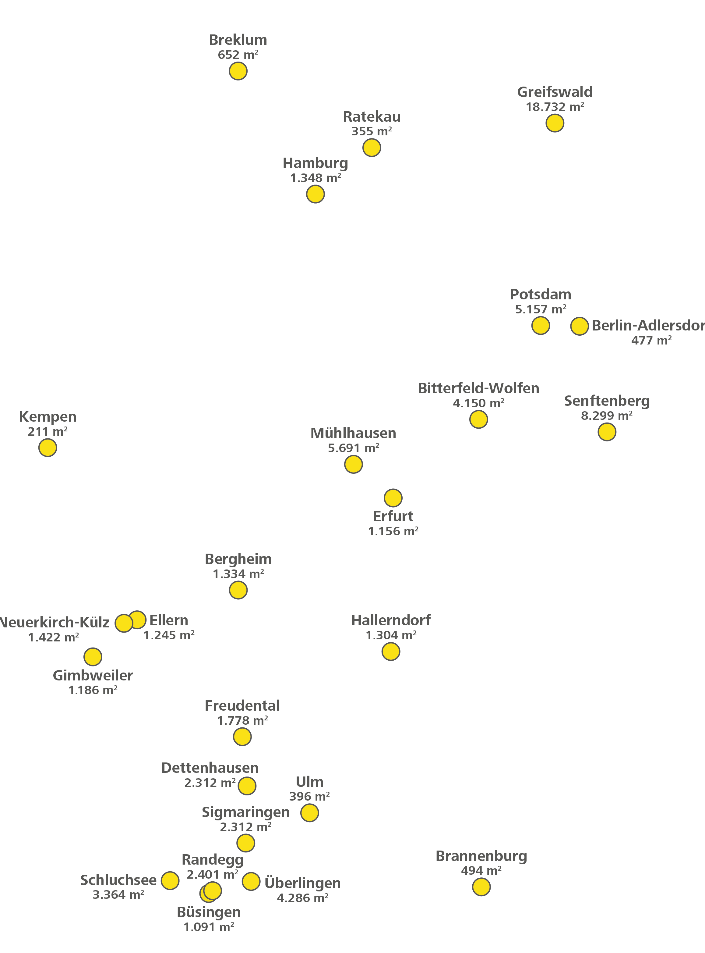 Breklum
652 m²
Greifswald
18.732 m²
Ratekau
355 m²
Hamburg
1.348 m²
Potsdam
5.157 m²
Berlin-Adlersdor
477 m²
Bitterfeld-Wolfen
4.150 m²
Senftenberg
8.299 m²
Kempen
211 m²
Mühlhausen
5.691 m²
Erfurt
1.156 m²
Bergheim
1.334 m²
Neuerkirch-Külz
1.422 m²
Ellern
1.245 m²
Hallerndorf
1.304 m²
Gimbweiler
1.186 m²
Freudental
1.778 m²
Dettenhausen
2.312 m²
Ulm
396 m²
Sigmaringen
2.312 m²
Randegg
2.401 m²
Schluchsee
3.364 m²
Überlingen
4.286 m²
Büsingen
1.091 m²
Brannenburg
494 m²